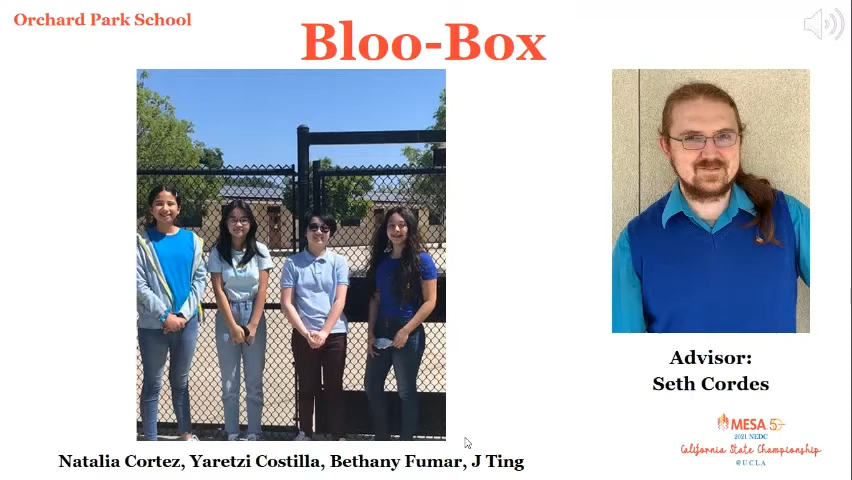 Orchard Park School
Bloo-Box
Advisor:
Seth Cordes
MESA 50
2021 NEDC
California State Championship
@UCLA
Natalia Cortez, Yaretzi Costilla, Bethany Fumar, J Ting